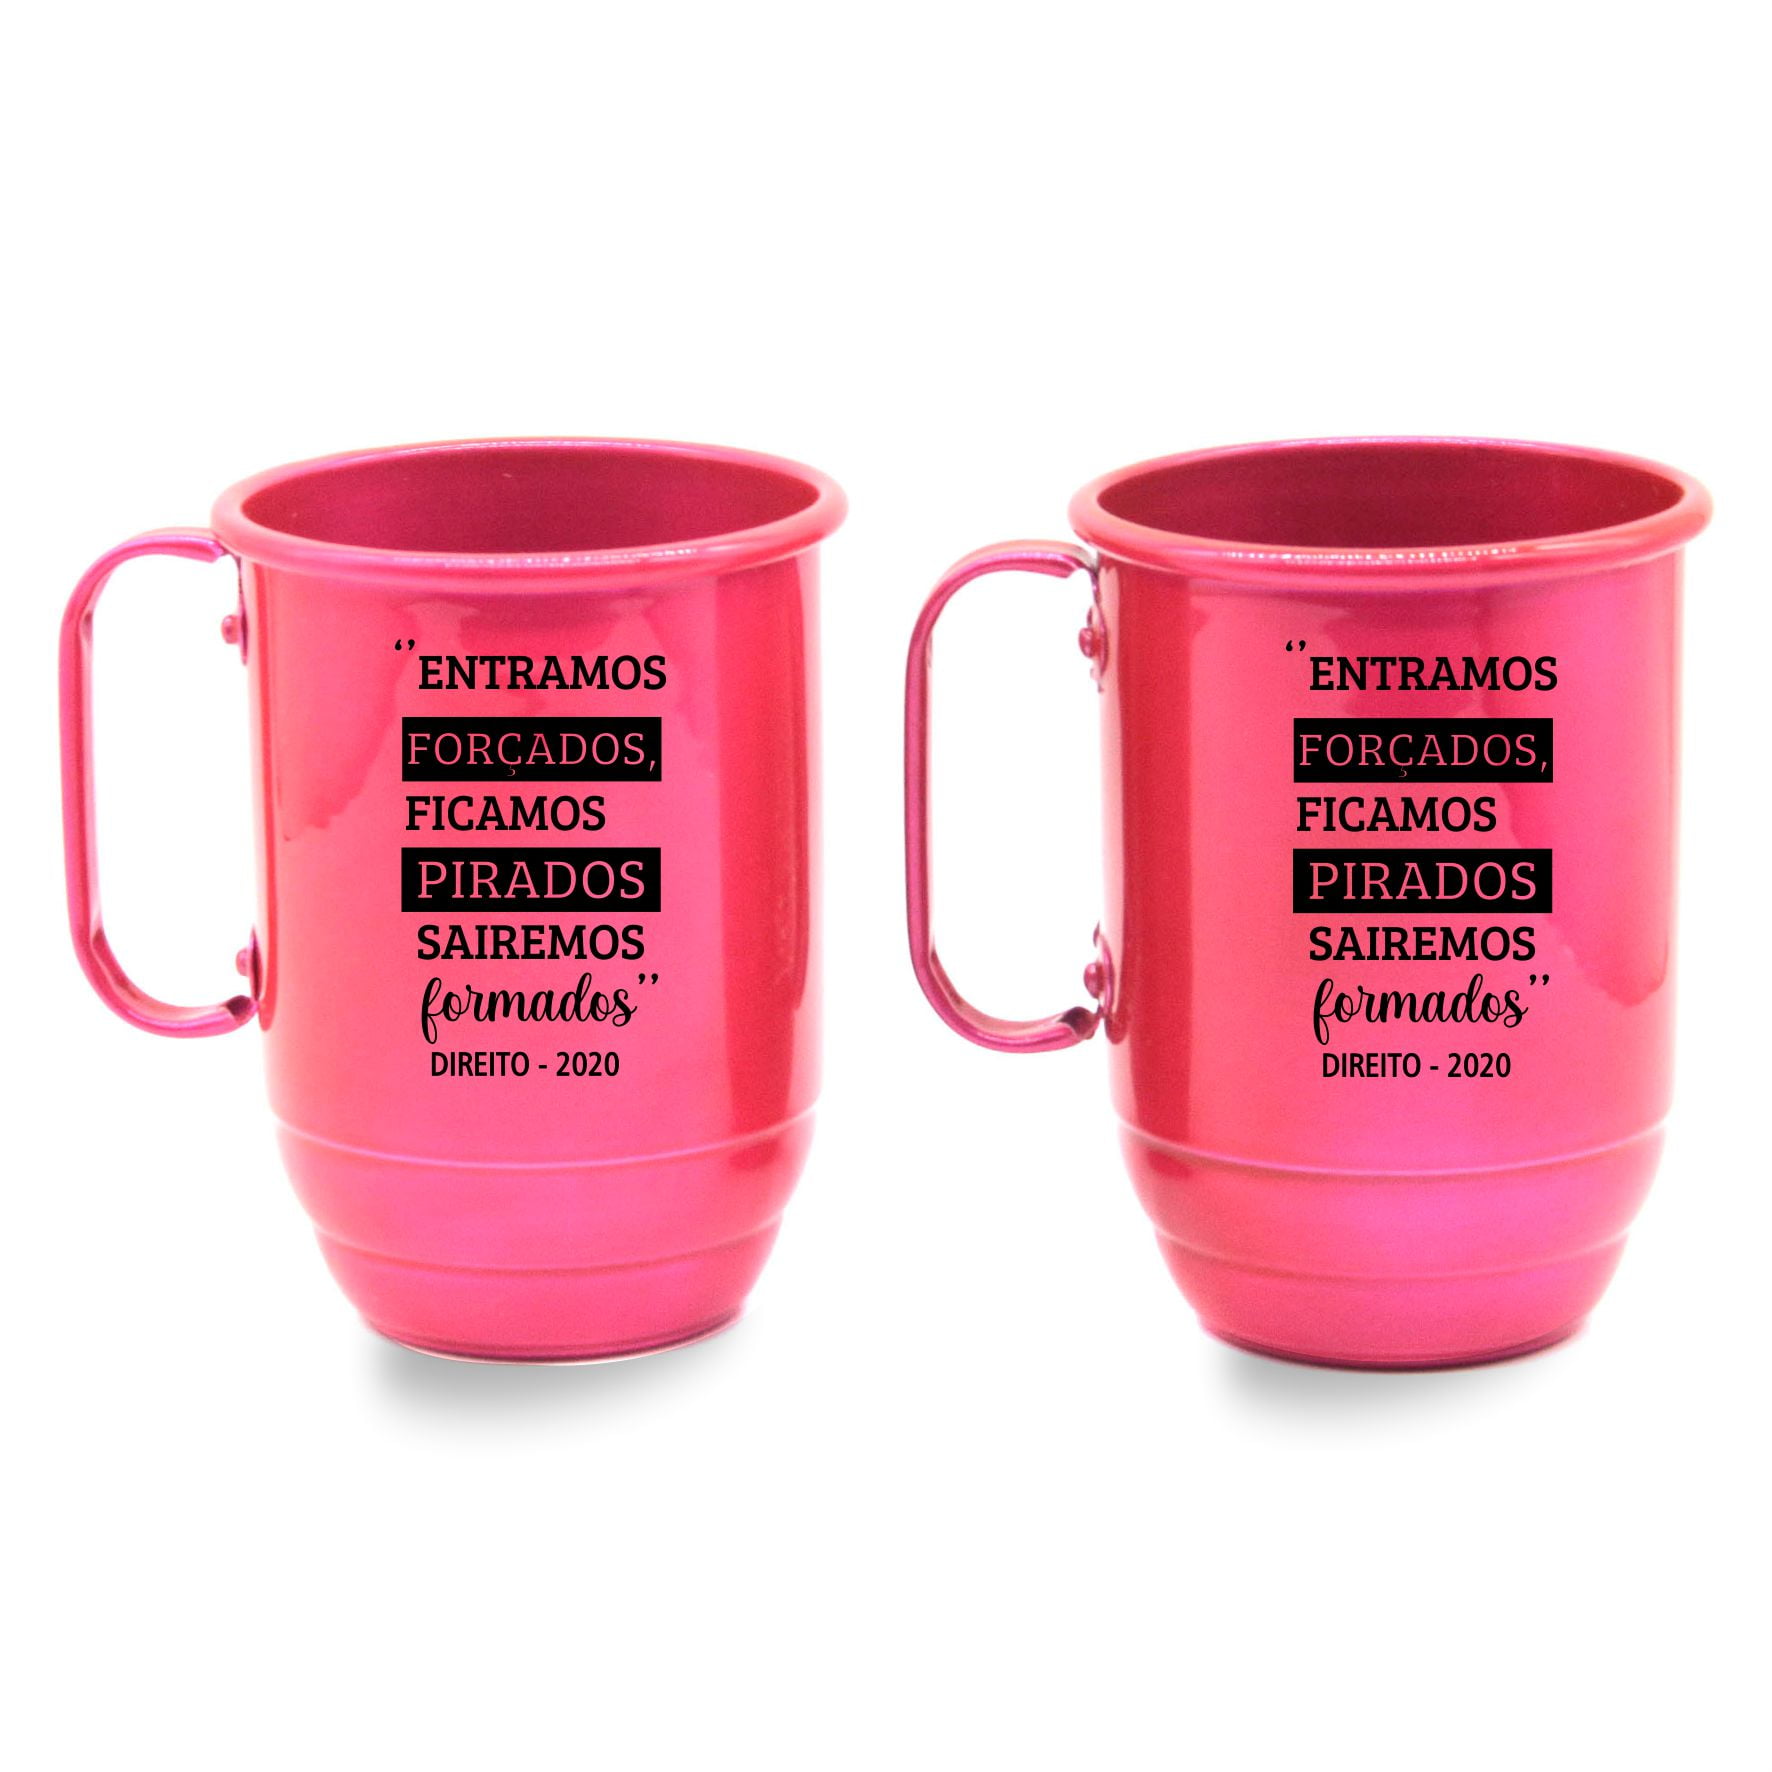 ‘’ENTRAMOS
FORÇADOS,
FICAMOS
PIRADOS
SAIREMOS
formados’’
DIREITO - 2020
‘’ENTRAMOS
FORÇADOS,
FICAMOS
PIRADOS
SAIREMOS
formados’’
DIREITO - 2020